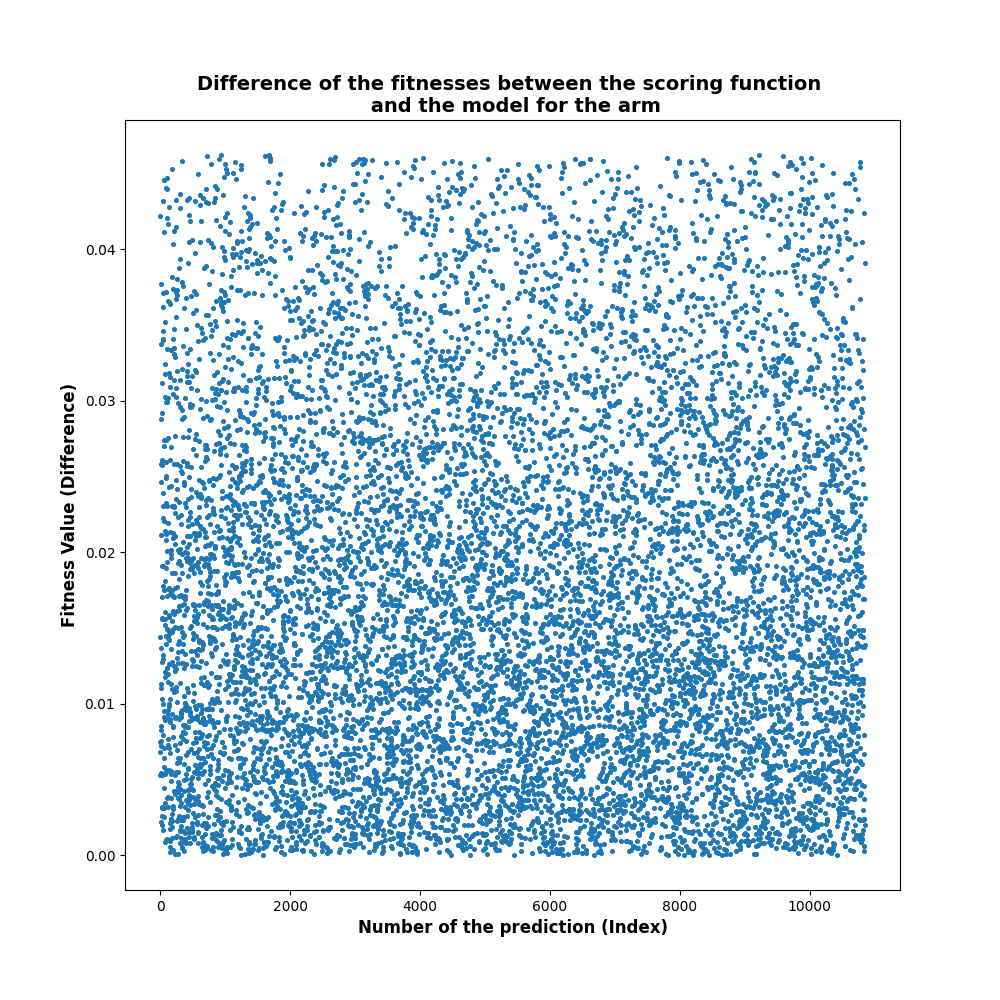 Difference of the fitnesses between the scoring function
and the model for the arm
0.04
0.03
0.02
0.01
0.00
Fitness Value (Difference)
0 2000 4000 6000 8000 10000
Number of the prediction (Index)